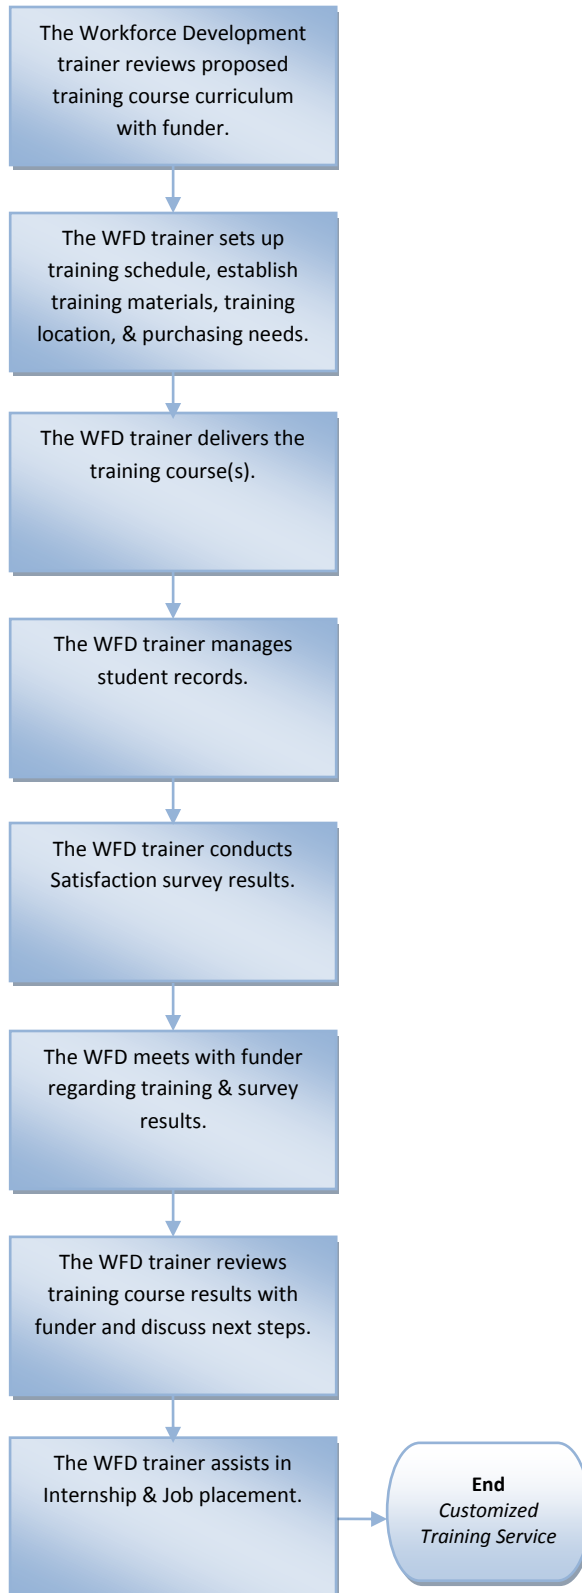 The Workforce Development
trainer reviews proposed
training course curriculum
with funder.
The WFD trainer sets up
training schedule, establish
training materials, training
location, & purchasing needs.
The WFD trainer delivers the
training course(s).
The WFD trainer manages
student records.
The WFD trainer conducts
Satisfaction survey results.
The WFD meets with funder
regarding training & survey
results.
The WFD trainer reviews
training course results with
funder and discuss next steps.
The WFD trainer assists in
Internship & Job placement.
End
Customized
Training Service